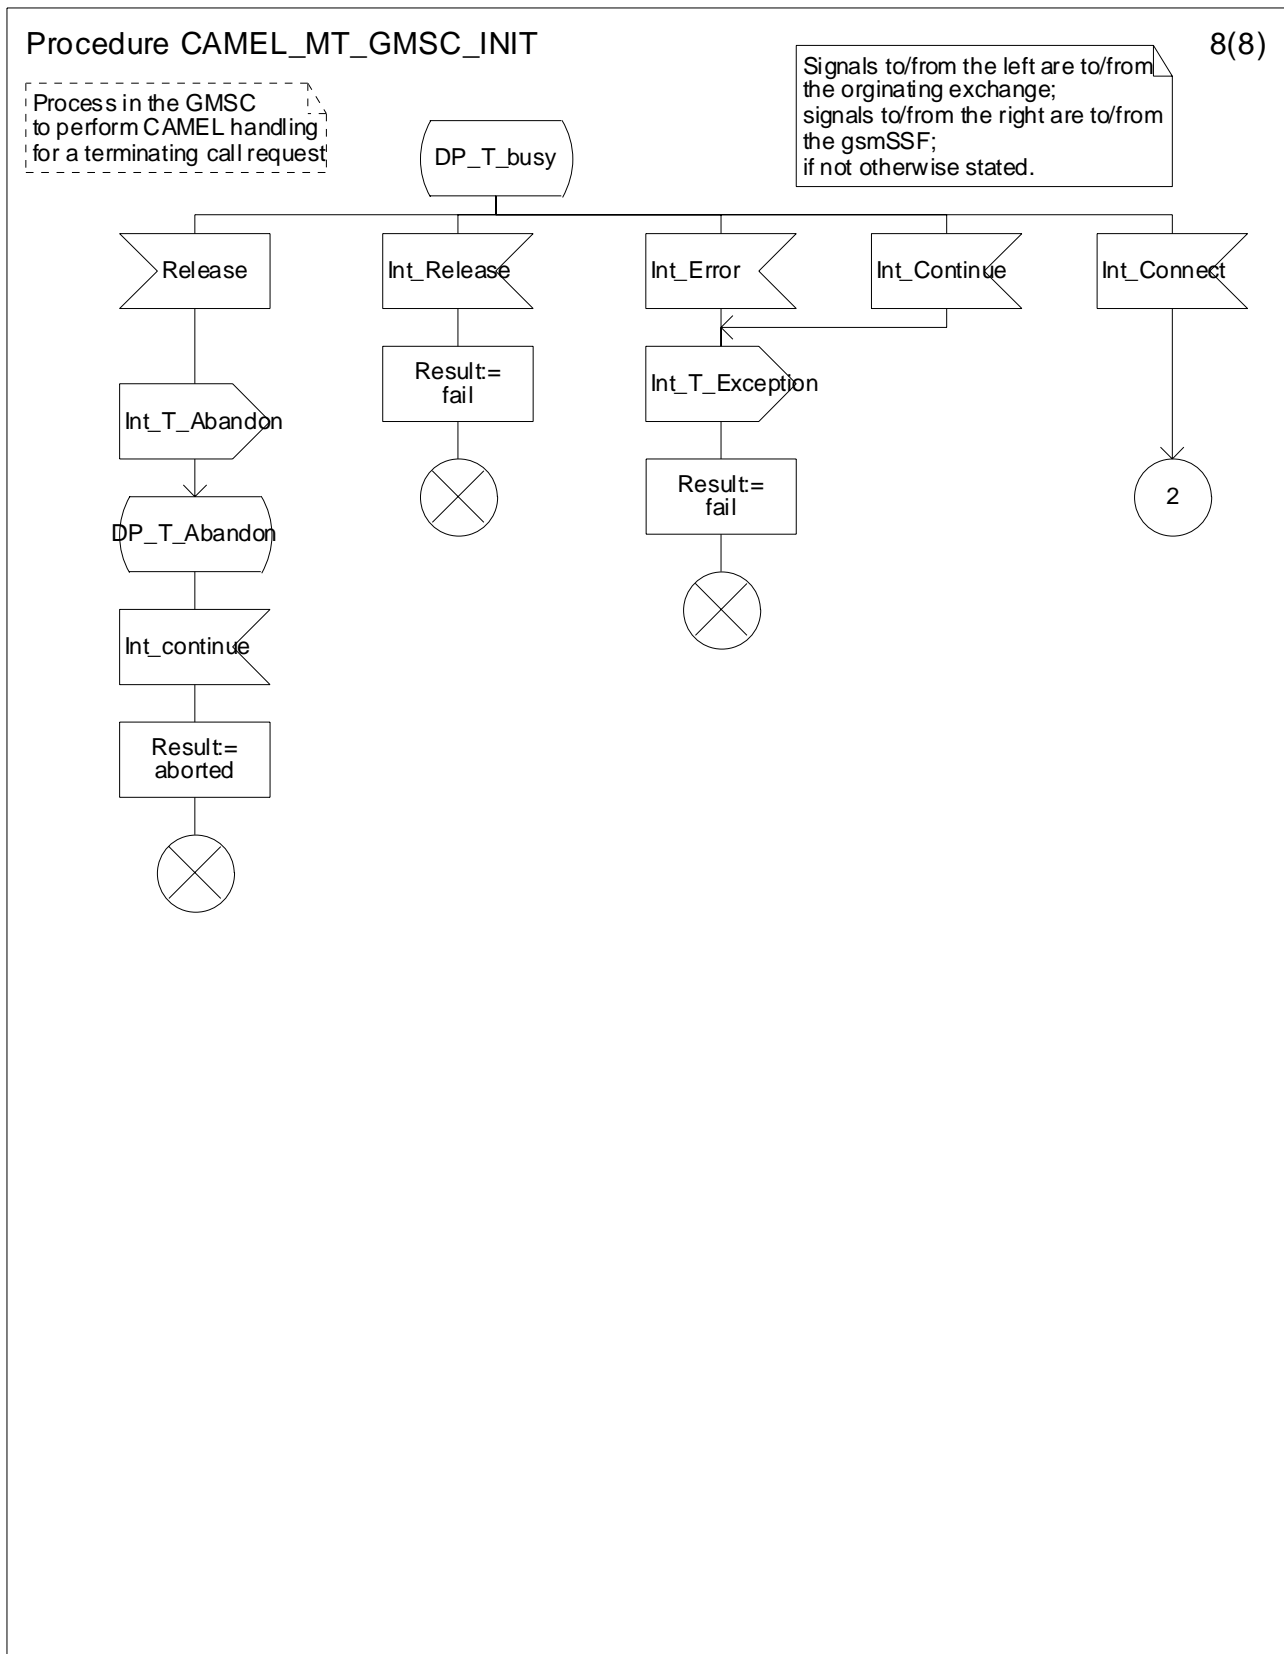 Procedure CAMEL_MT_GMSC_INIT
8(8)
Process in the GMSC
to perform CAMEL handling
for a terminating call request
Signals to/from the left are to/from
the orginating exchange;
signals to/from the right are to/from
the gsmSSF;
if not otherwise stated.
DP_T_busy
Release
Int_Release
Int_Error
Int_Continue
Int_Connect
Result:=
fail
Int_T_Exception
Int_T_Abandon
Result:=
fail
2
DP_T_Abandon
Int_continue
Result:=
aborted